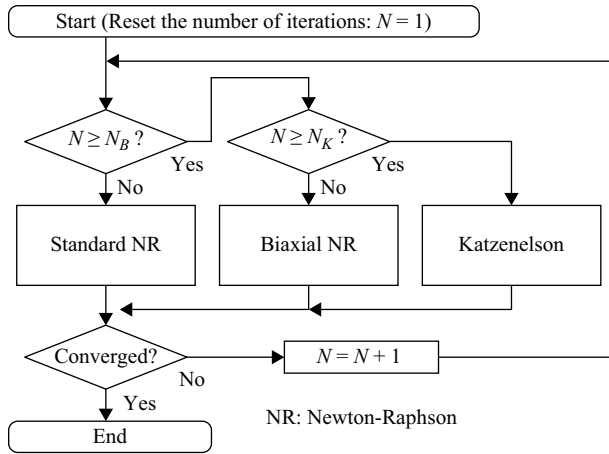 Start (Reset the number of iterations: N = 1)
N ≥ N_B ?
N ≥ N_K ?
Yes
Yes
No
No
Standard NR
Biaxial NR
Katzenelson
Converged?
N = N + 1
No
Yes
NR: Newton-Raphson
End